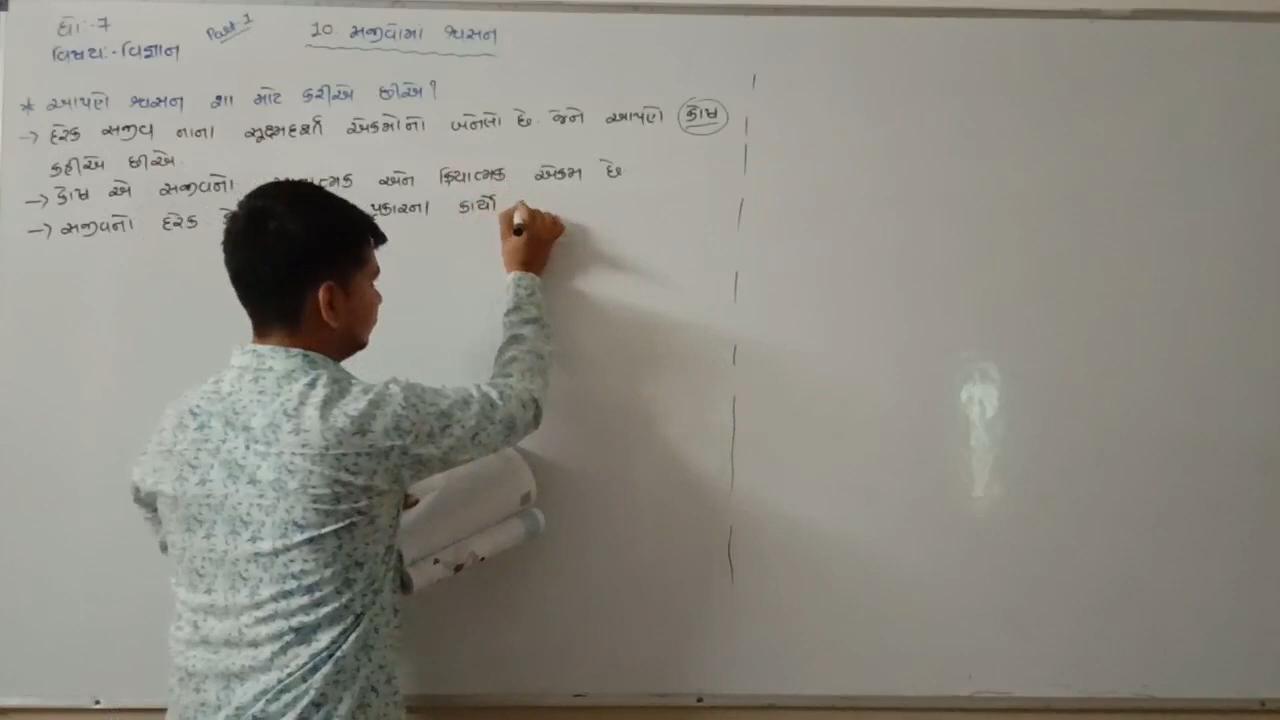 ધો:-7
Part-1
10. સજીવોમાં શ્વસન
વિષય:-વિજ્ઞાન
* આપણે શ્વસન શા માટે કરીએ છીએ?
→ દરેક સજીવ નાના સૂક્ષ્મદર્શી એકમોનો બનેલો છે. જેને આપણે કોષ
કહીએ છીએ.
→ કોષ એ સજીવનો અને ક્રિયાત્મક એકમ છે
→ સજીવનો દરેક પ્રકારના કાર્યો